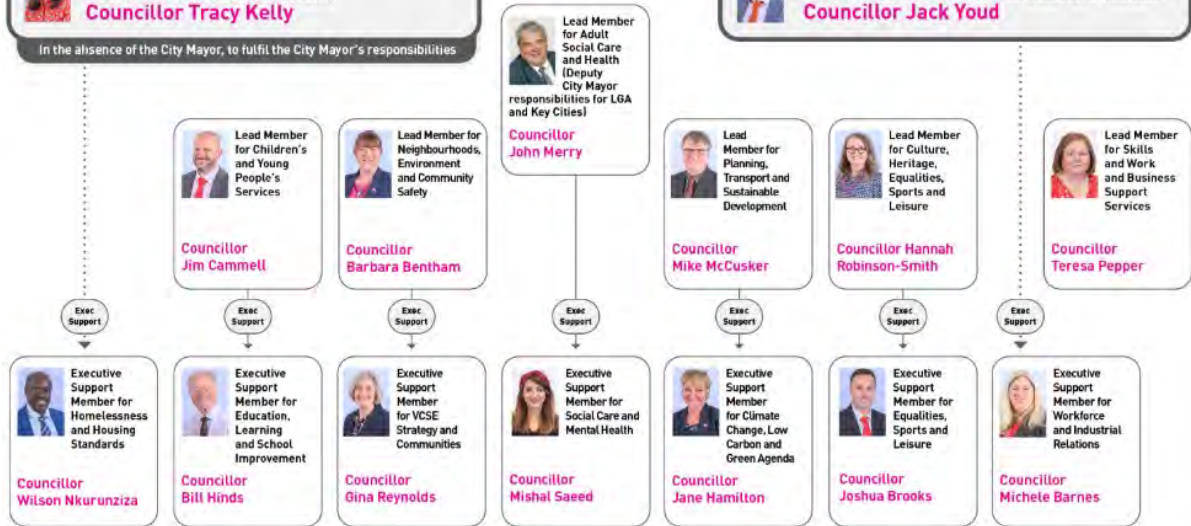 Councillor Tracy Kelly
In the absence of the City Mayor, to fulfil the City Mayor's responsibilities
Councillor Jack Youd
Lead Member
for Adult
Social Care
and Health
(Deputy
City Mayor
responsibilities for LGA
and Key Cities)
Councillor
John Merry
Lead Member
for Children's
and Young
People's
Services
Councillor
Jim Cammell
Lead Member for
Neighbourhoods,
Environment
and Community
Safety
Councillor
Barbara Bentham
Lead
Member for
Planning,
Transport and
Sustainable
Development
Councillor
Mike McCusker
Lead Member
for Culture,
Heritage,
Equalities,
Sports and
Leisure
Councillor Hannah
Robinson-Smith
Lead Member
for Skills
and Work
and Business
Support
Services
Councillor
Teresa Pepper
Exec
Support
Exec
Support
Exec
Support
Exec
Support
Exec
Support
Exec
Support
Exec
Support
Executive
Support
Member for
Homelessness
and Housing
Standards
Councillor
Wilson Nkurunziza
Executive
Support
Member for
Education,
Learning
and School
Improvement
Councillor
Bill Hinds
Executive
Support
Member
for VCSE
Strategy and
Communities
Councillor
Gina Reynolds
Executive
Support
Member for
Social Care and
Mental Health
Councillor
Mishal Saeed
Executive
Support
Member
for Climate
Change, Low
Carbon and
Green Agenda
Councillor
Jane Hamilton
Executive
Support
Member for
Equalities,
Sports and
Leisure
Councillor
Joshua Brooks
Executive
Support
Member for
Workforce
and Industrial
Relations
Councillor
Michele Barnes